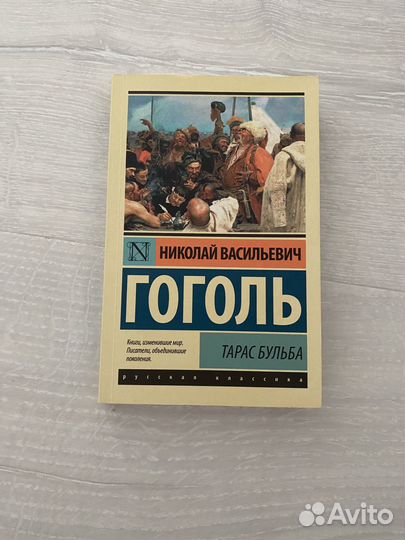 N
НИКОЛАЙ ВАСИЛЬЕВИЧ
ГОГОЛЬ
Книги, изменившие мир.
Писатели, объединившие
поколения.
ТАРАС БУЛЬБА
русская классика
Avito